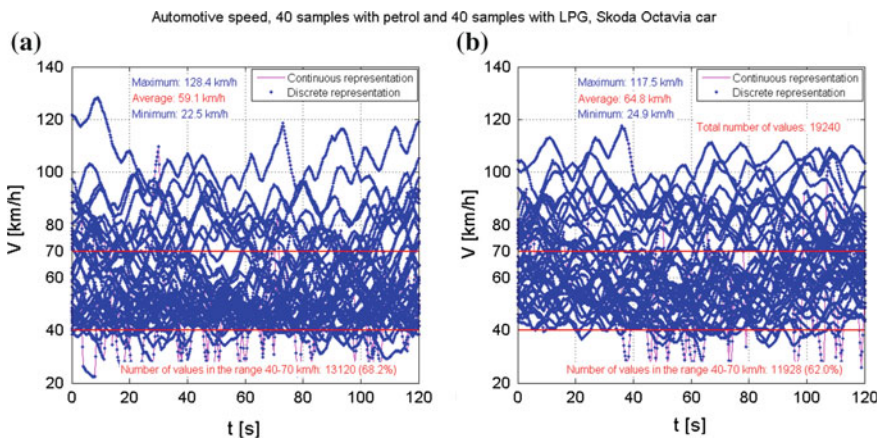 Automotive speed, 40 samples with petrol and 40 samples with LPG, Skoda Octavia car
(a)
140
120
100
80
70
60
40
20
V [km/h]
Maximum: 128.4 km/h
Average: 59.1 km/h
Minimum: 22.5 km/h
Continuous representation
Discrete representation
Number of values in the range 40-70 km/h: 13120 (68.2%)
0 20 40 60 80 100 120
t [s]
(b)
140
120
100
80
70
60
40
20
V [km/h]
Maximum: 117.5 km/h
Average: 64.8 km/h
Minimum: 24.9 km/h
Continuous representation
Discrete representation
Total number of values: 19240
Number of values in the range 40-70 km/h: 11928 (62.0%)
0 20 40 60 80 100 120
t [s]